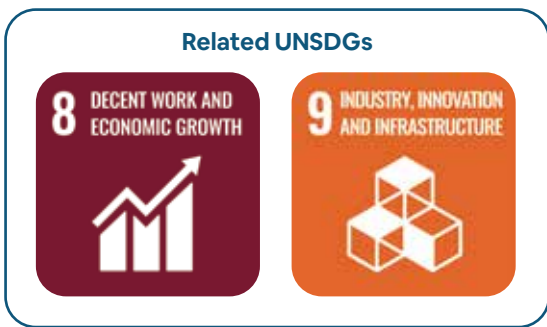 Related UNSDGs
8 DECENT WORK AND
ECONOMIC GROWTH
9 INDUSTRY, INNOVATION
AND INFRASTRUCTURE